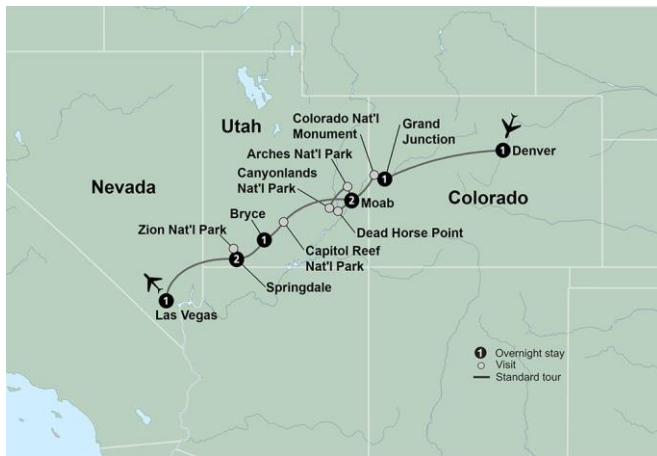 Colorado Nat'l
Monument
Grand
Junction
Utah
Arches Nat'l Park
1
Denver
Canyonlands
Nat'l Park
1
Nevada
2
Moab
Colorado
Bryce
Zion Nat'l Park
1
Dead Horse Point
Capitol Reef
Nat'l Park
2
Springdale
1
Las Vegas
1 Overnight stay
Visit
Standard tour